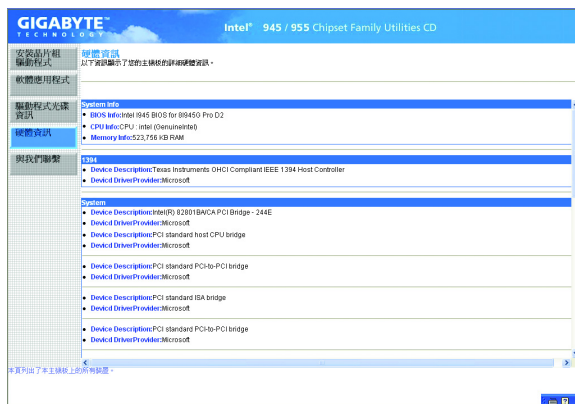 GIGABYTE™
TECHNOLOGY
Intel® 945 / 955 Chipset Family Utilities CD
安裝晶片組
驅動程式
軟體應用程式
驅動程式光碟
資訊
硬體資訊
與我們聯繫
硬體資訊
以下資訊顯示了您的主機板的詳細硬體資訊。
System Info
• BIOS Info:Intel I945 BIOS for 8I945G Pro D2
• CPU Info:CPU : intel (GenuineIntel)
• Memory Info:523,756 KB RAM
1394
• Device Description:Texas Instruments OHCI Compliant IEEE 1394 Host Controller
• Devicd DriverProvider:Microsoft
System
• Device Description:Intel(R) 82801BA/CA PCI Bridge - 244E
• Devicd DriverProvider:Microsoft
• Device Description:PCI standard host CPU bridge
• Devicd DriverProvider:Microsoft
• Device Description:PCI standard PCI-to-PCI bridge
• Devicd DriverProvider:Microsoft
• Device Description:PCI standard ISA bridge
• Devicd DriverProvider:Microsoft
• Device Description:PCI standard PCI-to-PCI bridge
• Devicd DriverProvider:Microsoft
本頁列出了本主機板上的所有裝置。